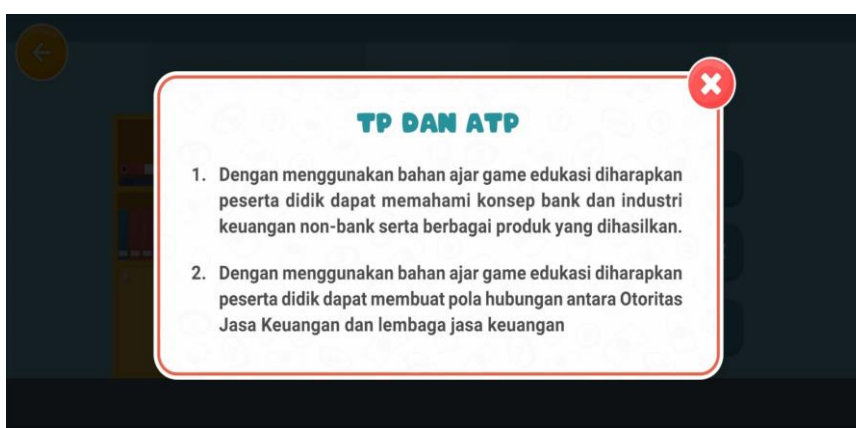 TP DAN ATP
1. Dengan menggunakan bahan ajar game edukasi diharapkan
peserta didik dapat memahami konsep bank dan industri
keuangan non-bank serta berbagai produk yang dihasilkan.
2. Dengan menggunakan bahan ajar game edukasi diharapkan
peserta didik dapat membuat pola hubungan antara Otoritas
Jasa Keuangan dan lembaga jasa keuangan